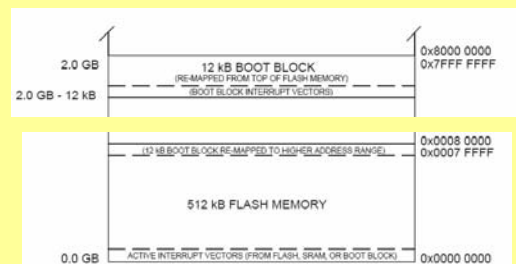 0x8000 0000
2.0 GB
12 kB BOOT BLOCK
0x7FFF FFFF
(RE-MAPPED FROM TOP OF FLASH MEMORY)
2.0 GB - 12 kB
(BOOT BLOCK INTERRUPT VECTORS)
0x0008 0000
(12 kB BOOT BLOCK RE-MAPPED TO HIGHER ADDRESS RANGE)
0x0007 FFFF
512 kB FLASH MEMORY
0.0 GB
ACTIVE INTERRUPT VECTORS (FROM FLASH, SRAM, OR BOOT BLOCK)
0x0000 0000